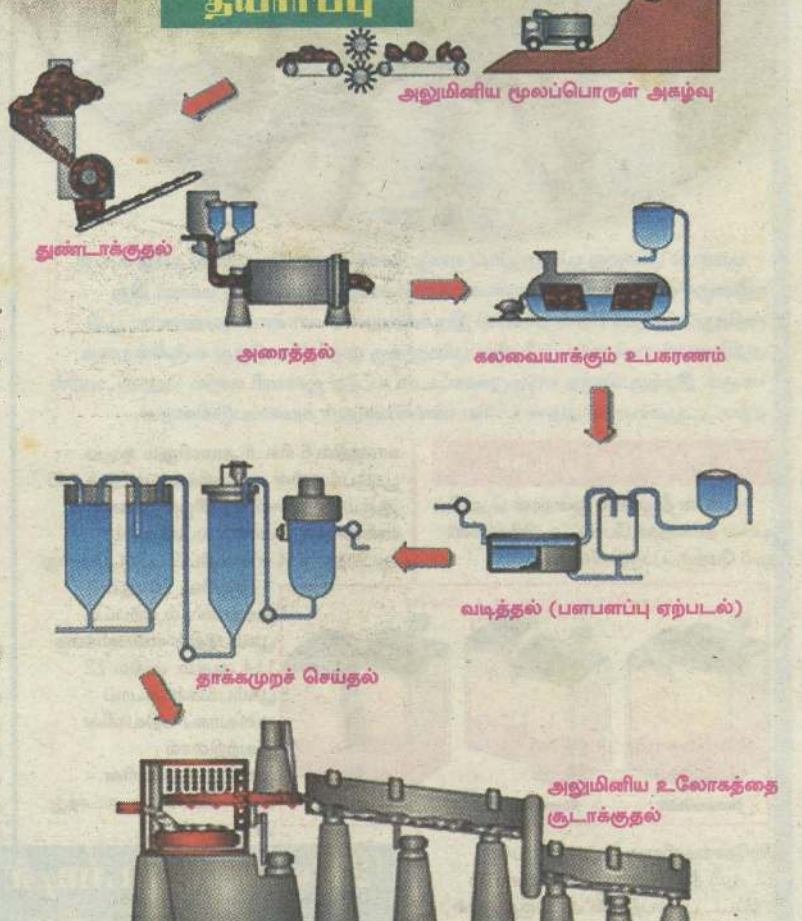 தயாரிப்பு
அலுமினிய மூலப்பொருள் அகழ்வு
துண்டாக்குதல்
அரைத்தல்
கலவையாக்கும் உபகரணம்
வடித்தல் (பளபளப்பு ஏற்படல்)
தாக்கமுறச் செய்தல்
அலுமினிய உலோகத்தை
சூடாக்குதல்